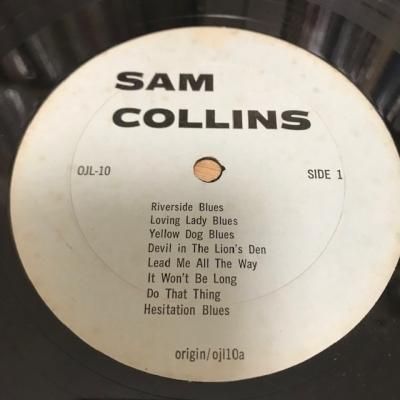 SAM
COLLINS
OJL-10
SIDE 1
Riverside Blues
Loving Lady Blues
Yellow Dog Blues
Devil in The Lion's Den
Lead Me All The Way
It Won't Be Long
Do That Thing
Hesitation Blues
origin/ojl10a